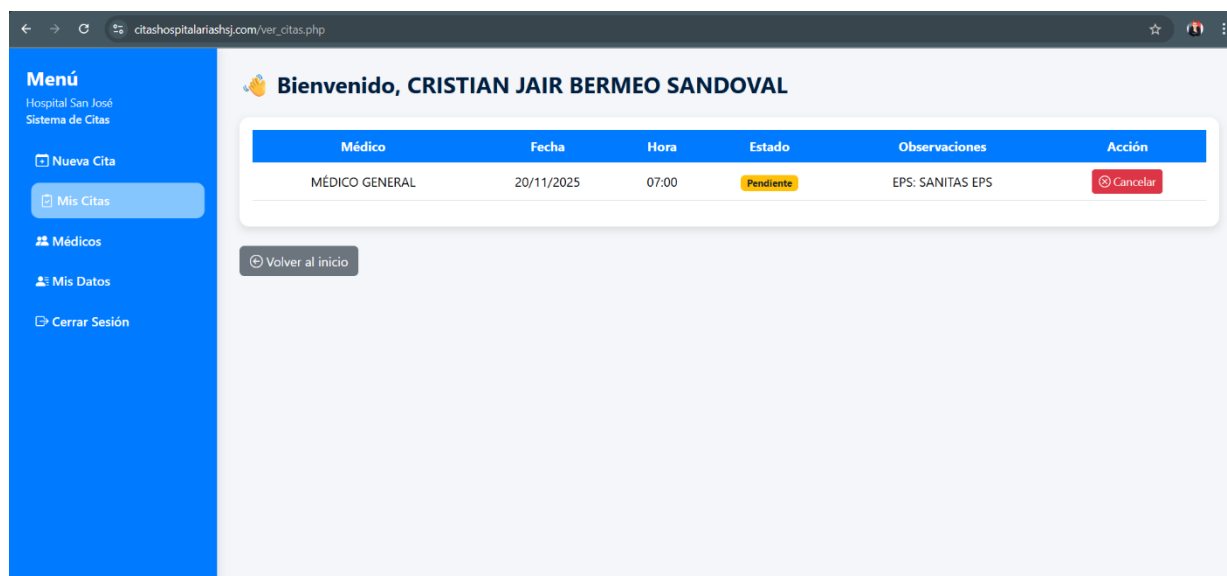 citashospitalariashsj.com/ver_citas.php
Menú
Hospital San José
Sistema de Citas
Nueva Cita
Mis Citas
Médicos
Mis Datos
Cerrar Sesión
Bienvenido, CRISTIAN JAIR BERMEO SANDOVAL
Médico Fecha Hora Estado Observaciones Acción
MÉDICO GENERAL 20/11/2025 07:00 Pendiente EPS: SANITAS EPS Cancelar
Volver al inicio